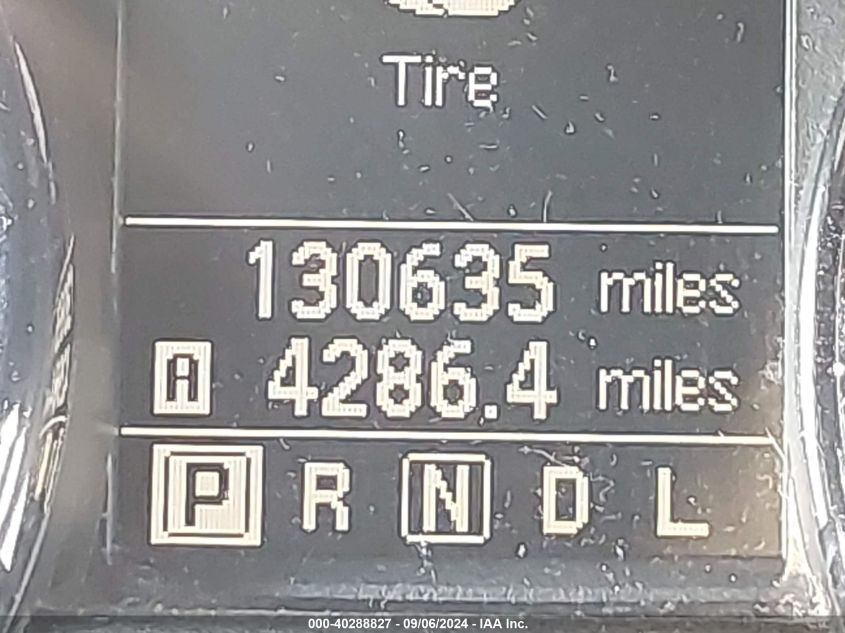 Tire
130635 miles
A 4286.4 miles
P R N D L
000-40288827 - 09/06/2024 - IAA Inc.